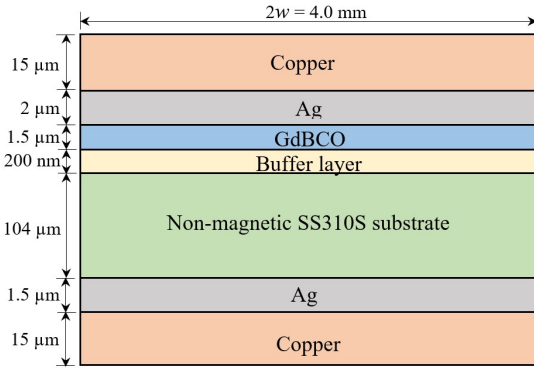 2w = 4.0 mm
15 µm
Copper
2 µm
Ag
1.5 µm
GdBCO
200 nm
Buffer layer
104 µm
Non-magnetic SS310S substrate
1.5 µm
Ag
15 µm
Copper